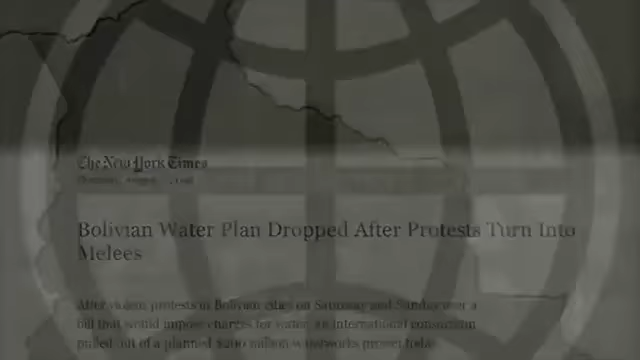 The New York Times
Bolivian Water Plan Dropped After Protests Turn Into
Melees
After violent protests in Bolivian cities on Saturday and Sunday over a
bill that would impose charges for water, an international consortium
pulled out of a planned $200 million waterworks project today